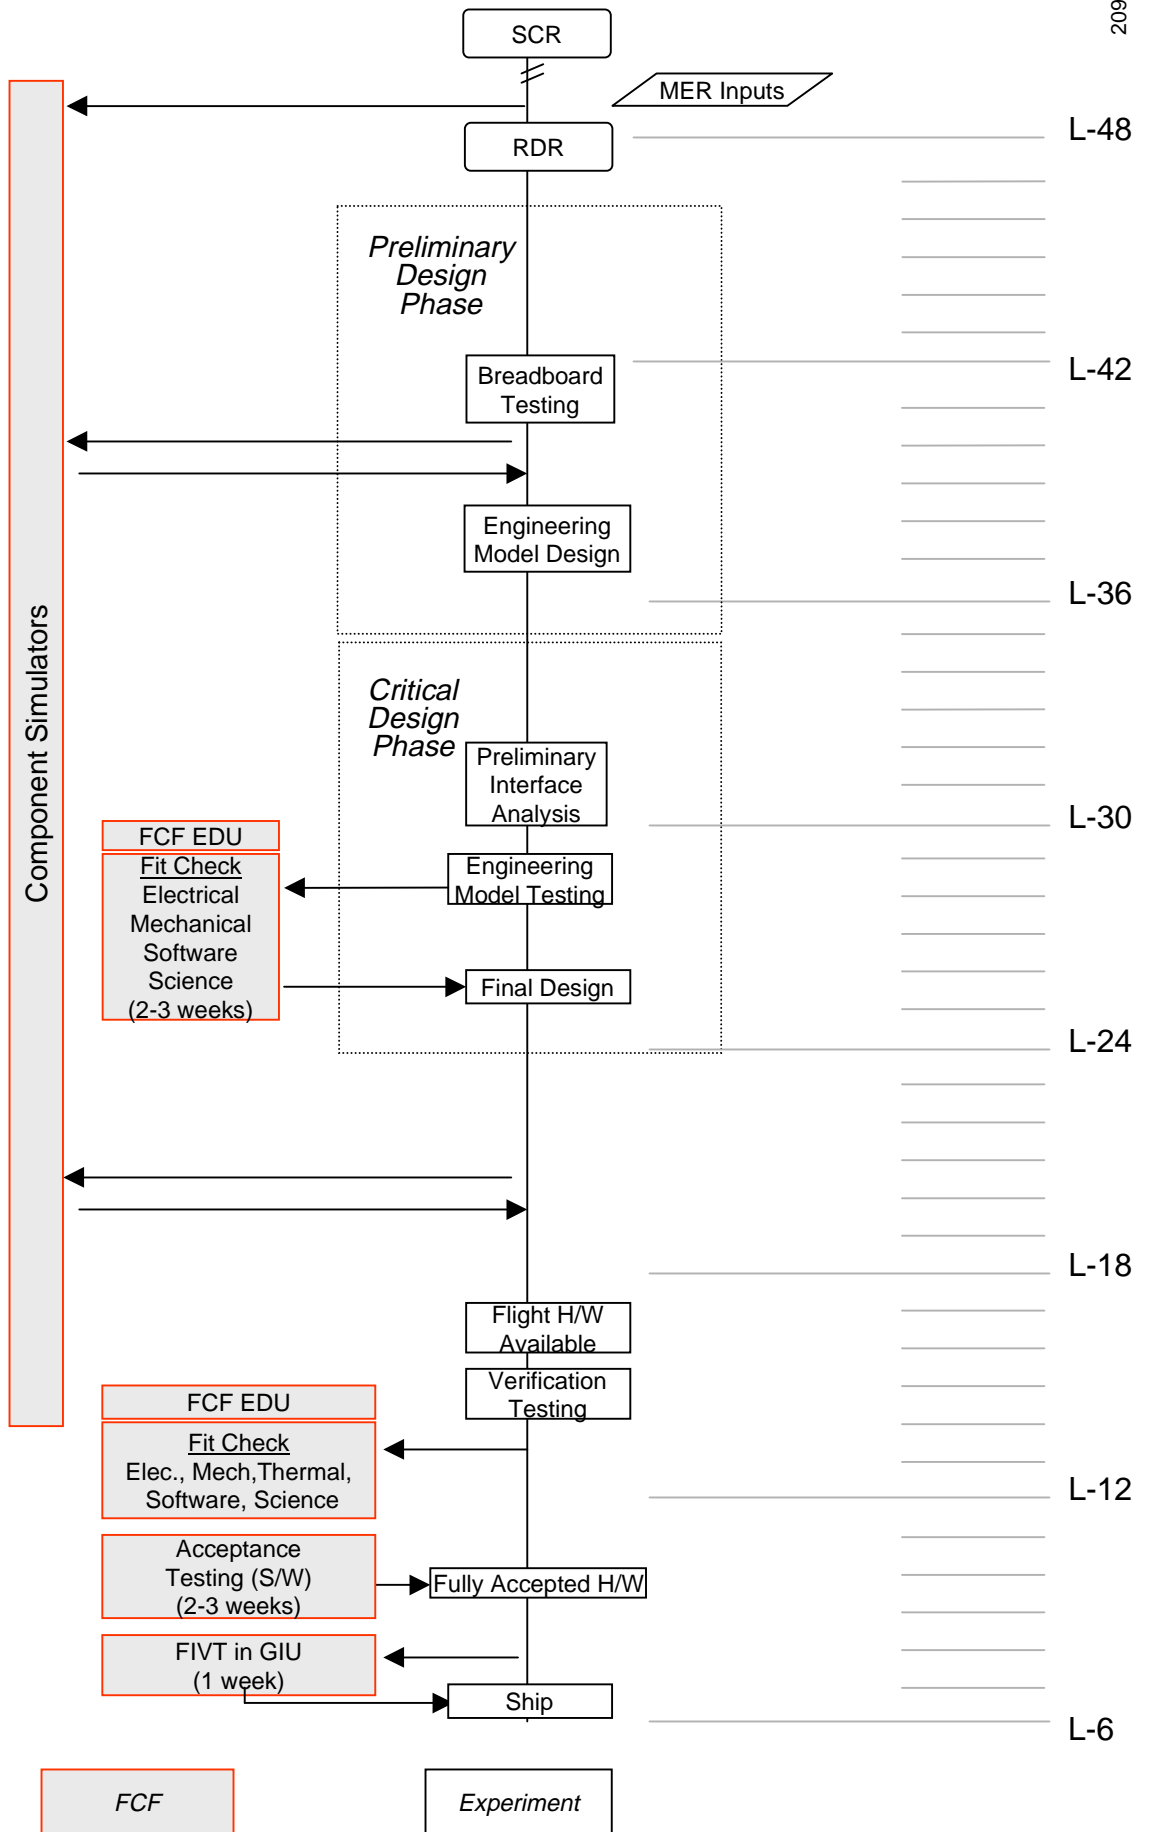 209
SCR
MER Inputs
L-48
RDR
Preliminary
Design
Phase
L-42
Breadboard
Testing
Engineering
Model Design
L-36
Component Simulators
Critical
Design
Phase
Preliminary
Interface
Analysis
L-30
FCF EDU
Fit Check
Electrical
Mechanical
Software
Science
(2-3 weeks)
Engineering
Model Testing
Final Design
L-24
L-18
Flight H/W
Available
Verification
Testing
FCF EDU
Fit Check
Elec., Mech,Thermal,
Software, Science
L-12
Acceptance
Testing (S/W)
(2-3 weeks)
Fully Accepted H/W
FIVT in GIU
(1 week)
Ship
L-6
FCF
Experiment